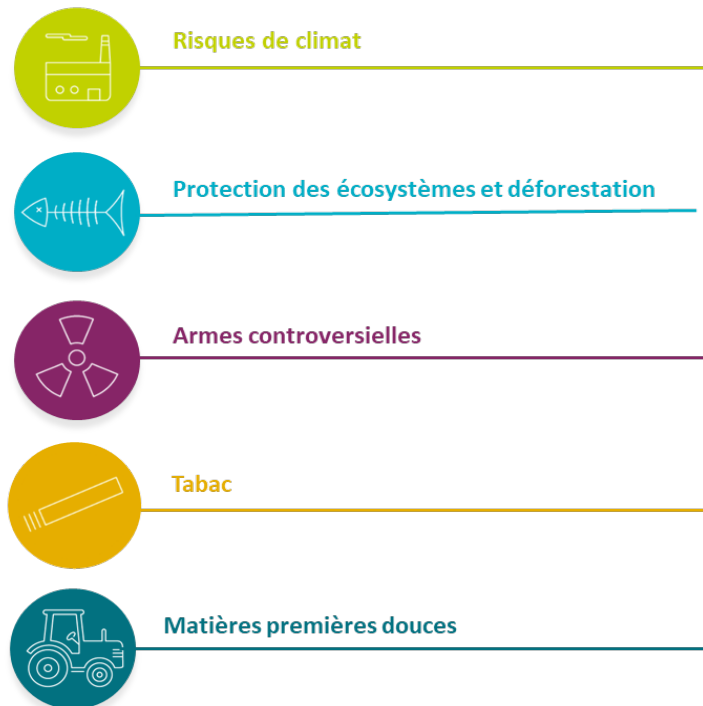 Risques de climat
Protection des écosystèmes et déforestation
Armes controversielles
Tabac
Matières premières douces